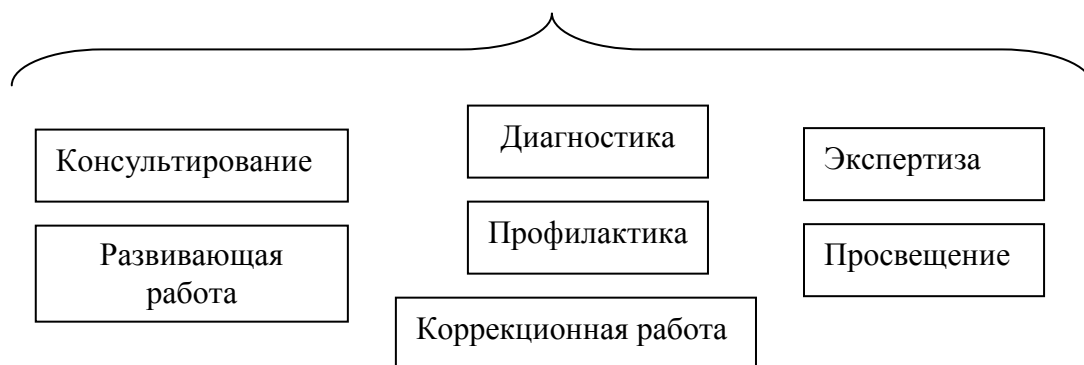 Консультирование
Развивающая
работа
Диагностика
Профилактика
Коррекционная работа
Экспертиза
Просвещение